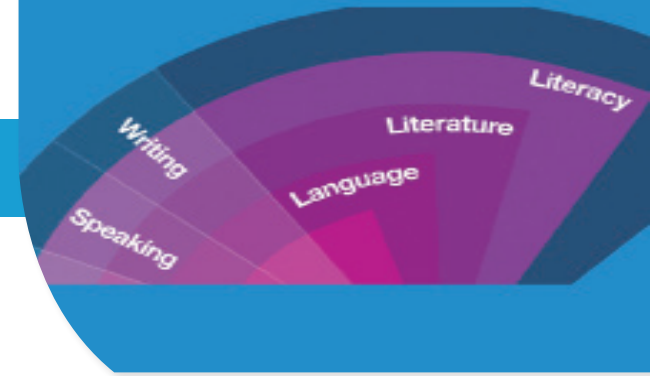 Literacy
Literature
Writing
Language
Speaking